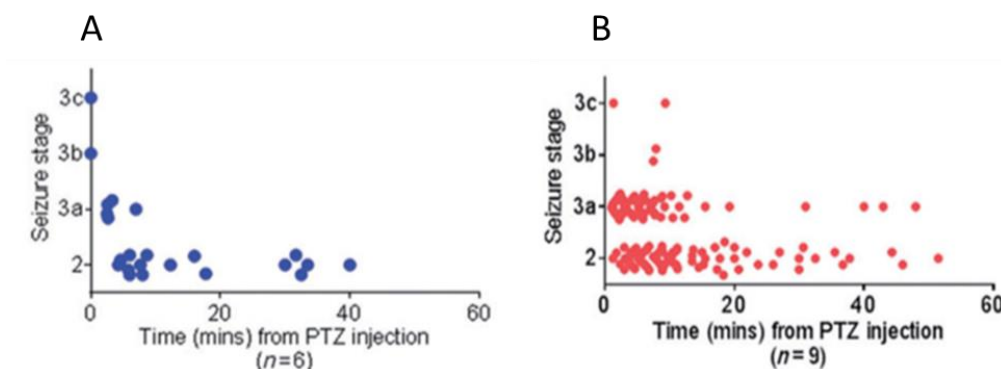 A
Seizure stage
3c
3b
3a
2
0 20 40 60
Time (mins) from PTZ injection
(n=6)
B
Seizure stage
3c
3b
3a
2
0 20 40 60
Time (mins) from PTZ injection
(n=9)